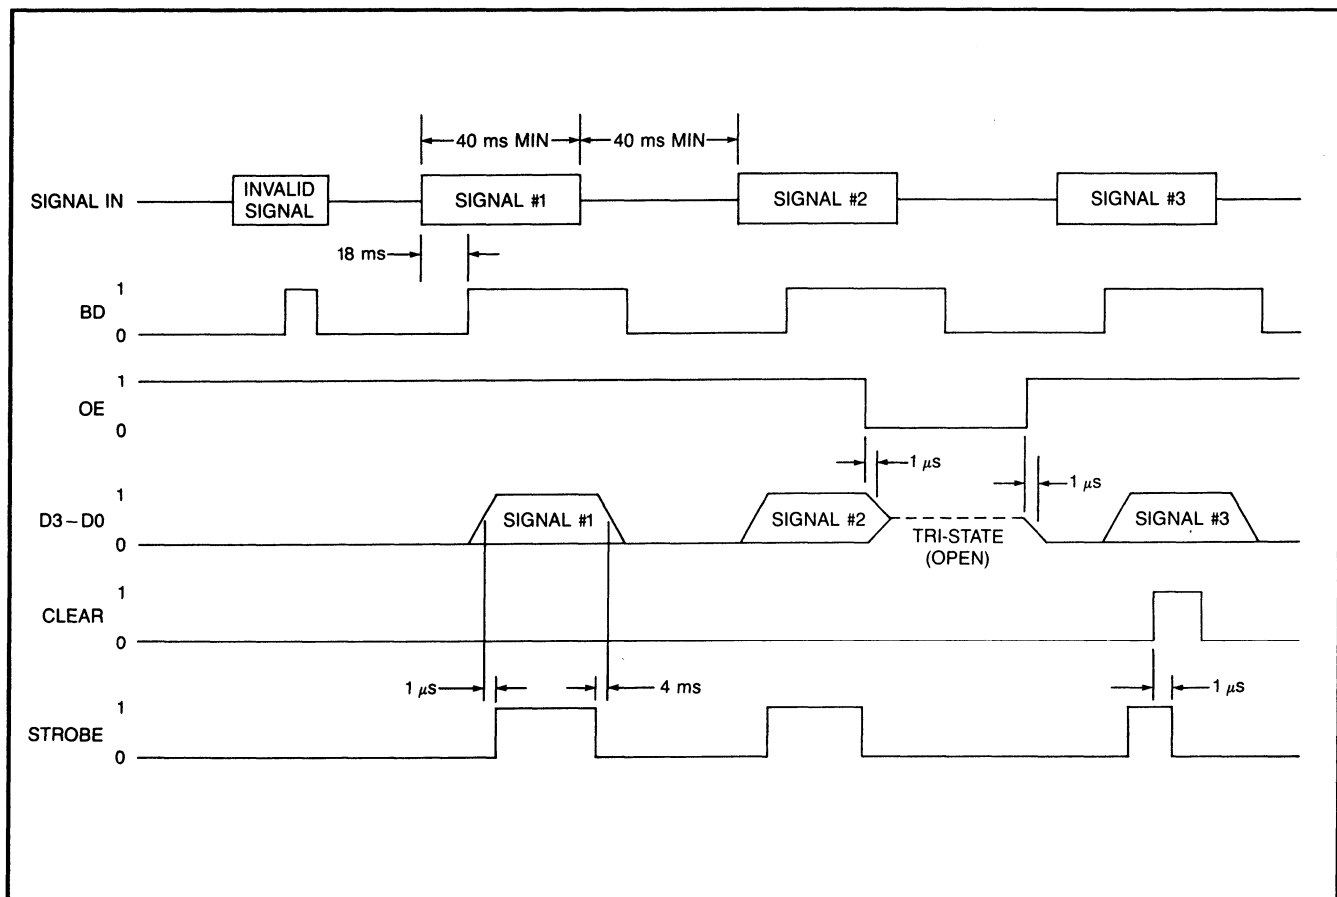 40 ms MIN 40 ms MIN
SIGNAL IN INVALID SIGNAL SIGNAL #1 SIGNAL #2 SIGNAL #3
18 ms
BD 1 0
OE 1 0
1 μs 1 μs
D3–D0 1 0 SIGNAL #1 SIGNAL #2 TRI-STATE (OPEN) SIGNAL #3
CLEAR 1 0
1 μs 4 ms 1 μs
STROBE 1 0